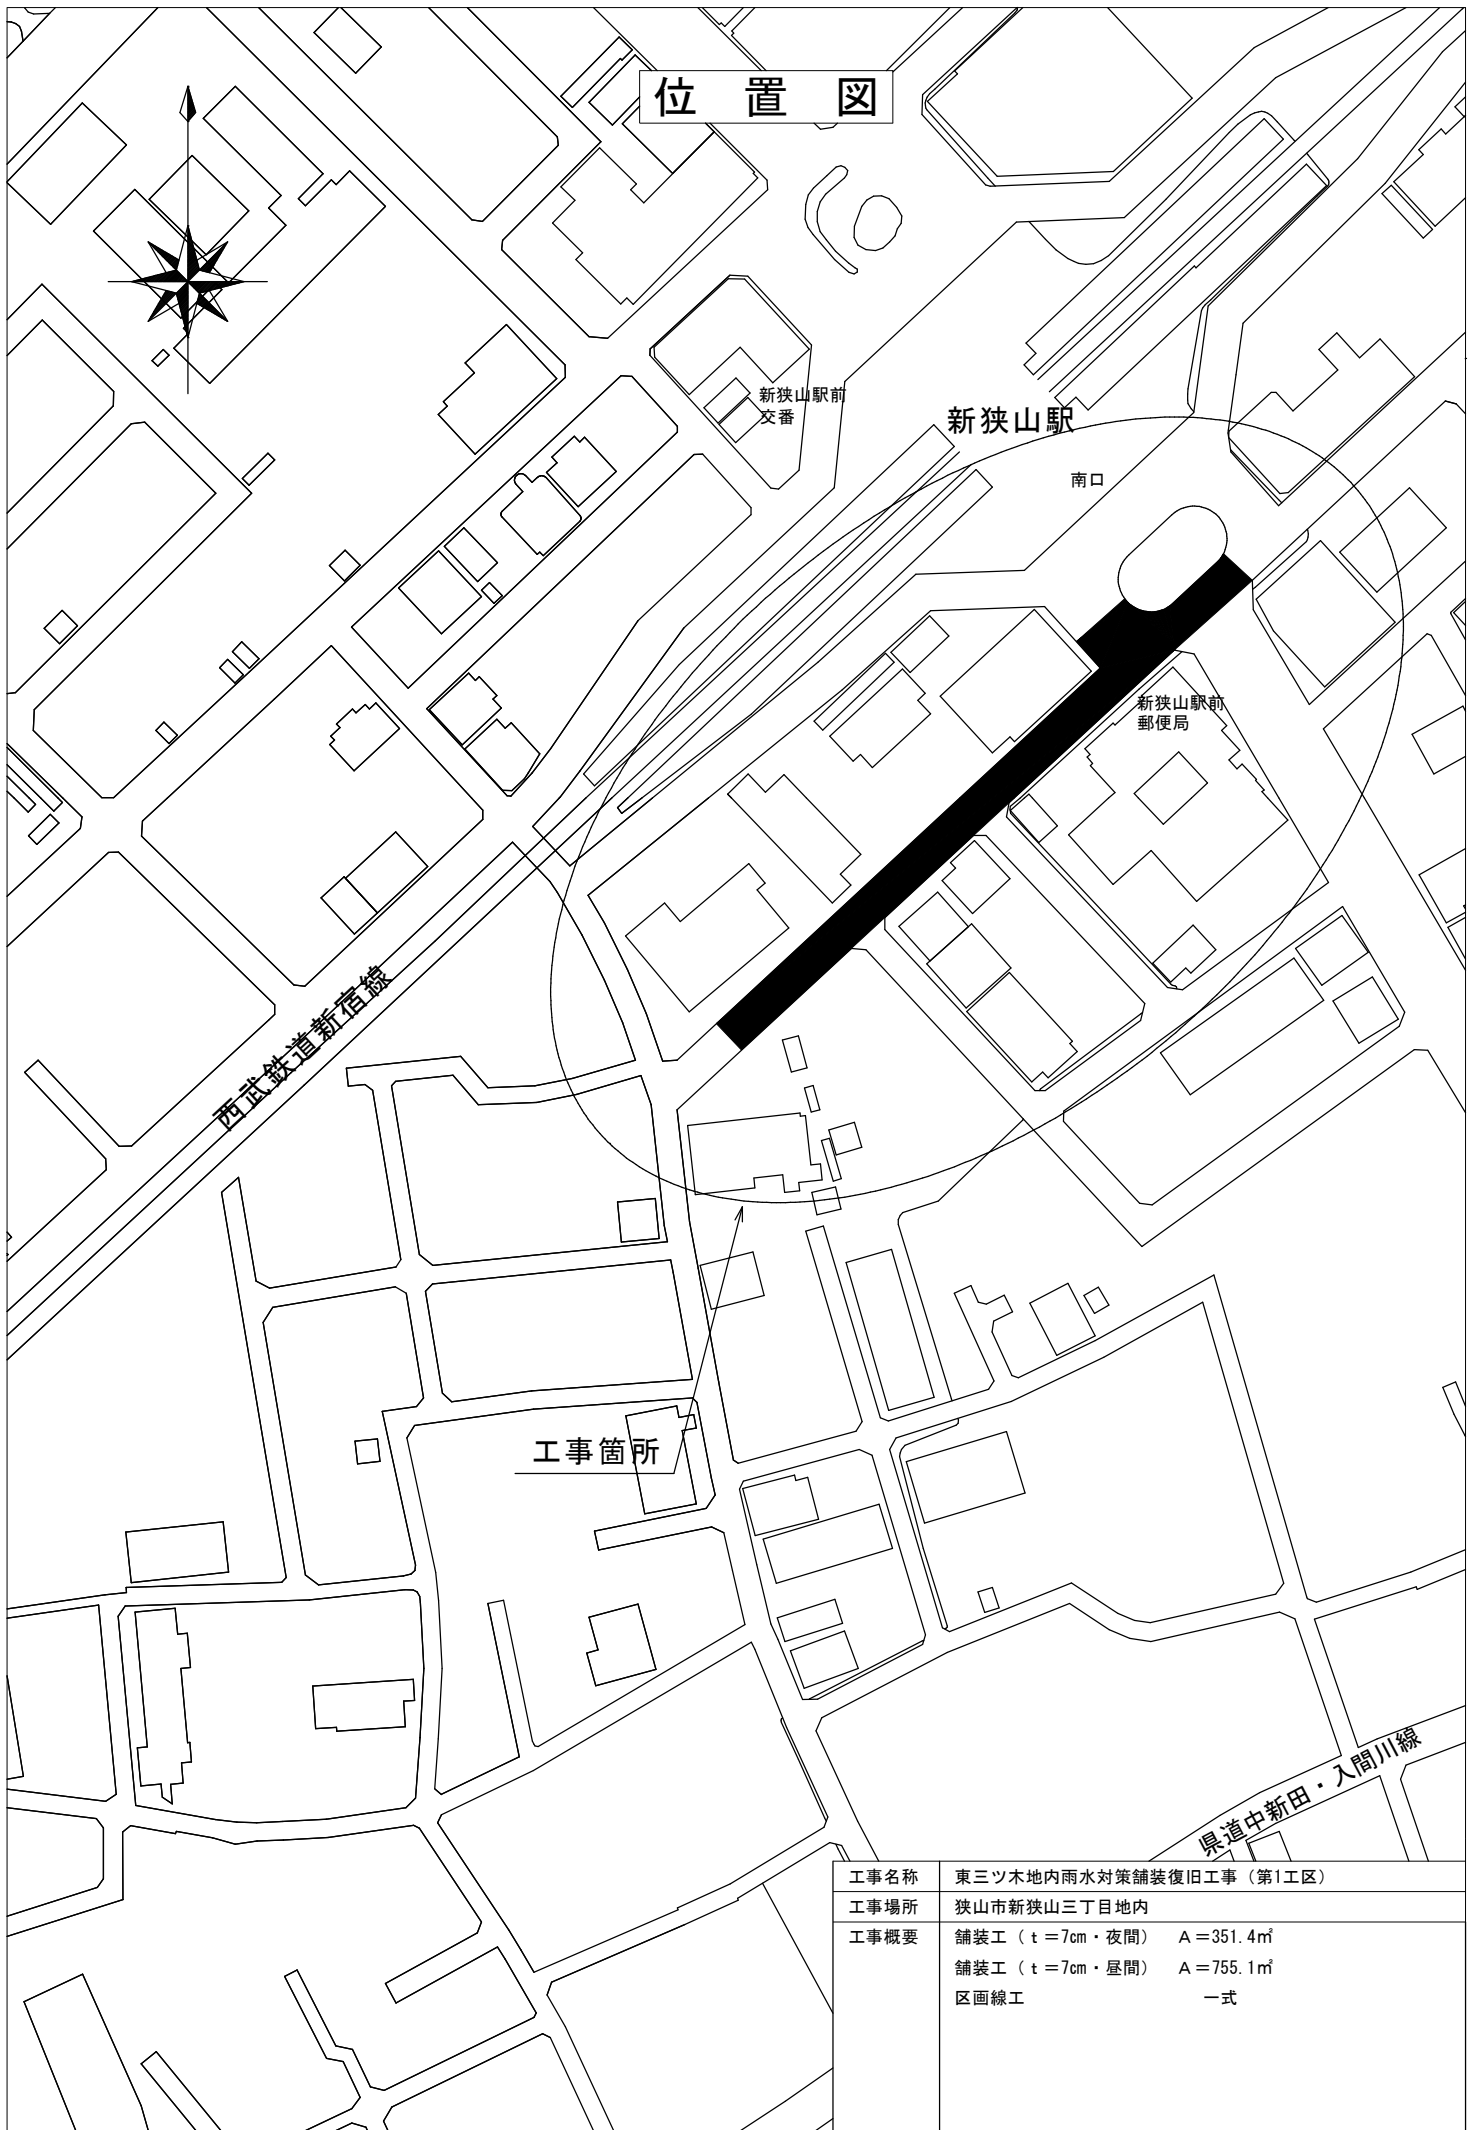 位 置 図
新狭山駅前
交番
新狭山駅
南口
新狭山駅前
郵便局
西武鉄道新宿線
工事箇所
県道中新田・入間川線
工事名称 東三ツ木地内雨水対策舗装復旧工事（第1工区）
工事場所 狭山市新狭山三丁目地内
工事概要 舗装工（ｔ＝7㎝・夜間） Ａ＝351.4㎡
舗装工（ｔ＝7㎝・昼間） Ａ＝755.1㎡
区画線工 一式